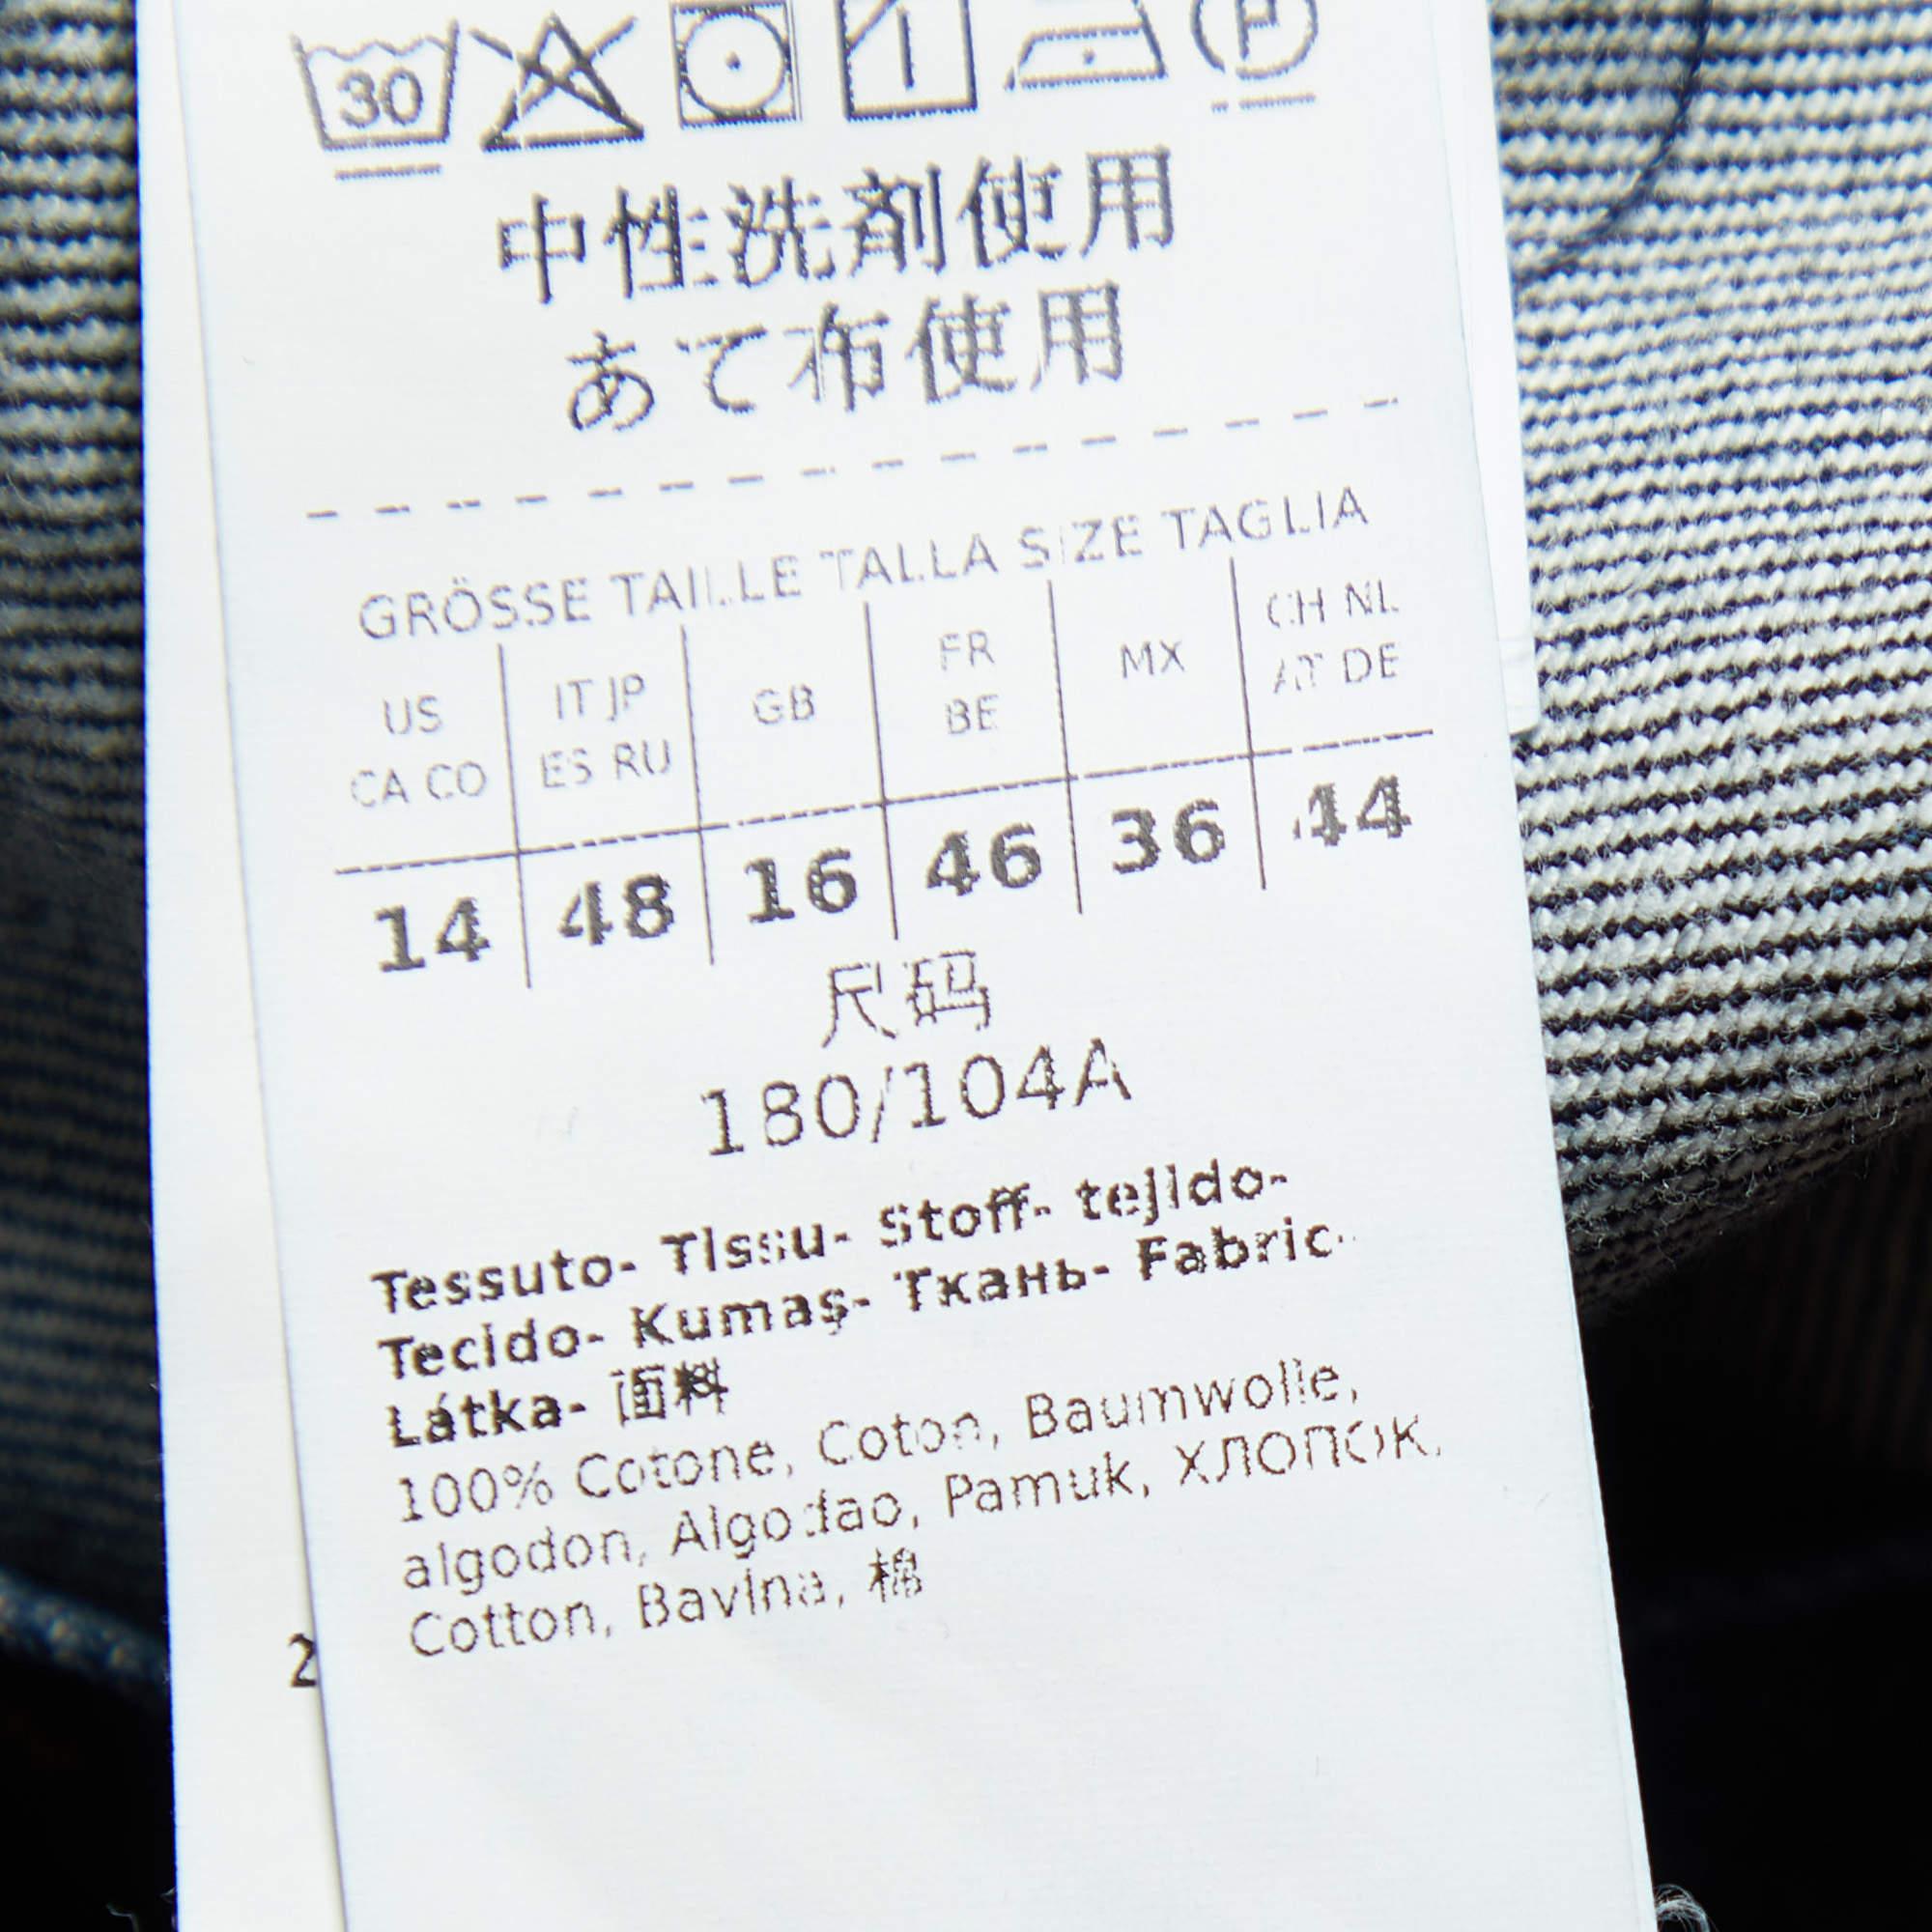 30
P
中性洗剤使用
あて布使用
GRÖSSE TAILLE TALLA SIZE TAGLIA
US CA CO | IT JP ES RU | GB | FR BE | MX | CH NL AT DE
14 48 16 46 36 44
尺码
180/104A
Tessuto- Tissu- Stoff- tejido-
Tecido- Kumaş- Ткань- Fabric-
Látka- 面料
100% Cotone, Coton, Baumwolle,
algodon, Algodao, Pamuk, ХЛОПОК,
Cotton, Bavlna, 棉
2